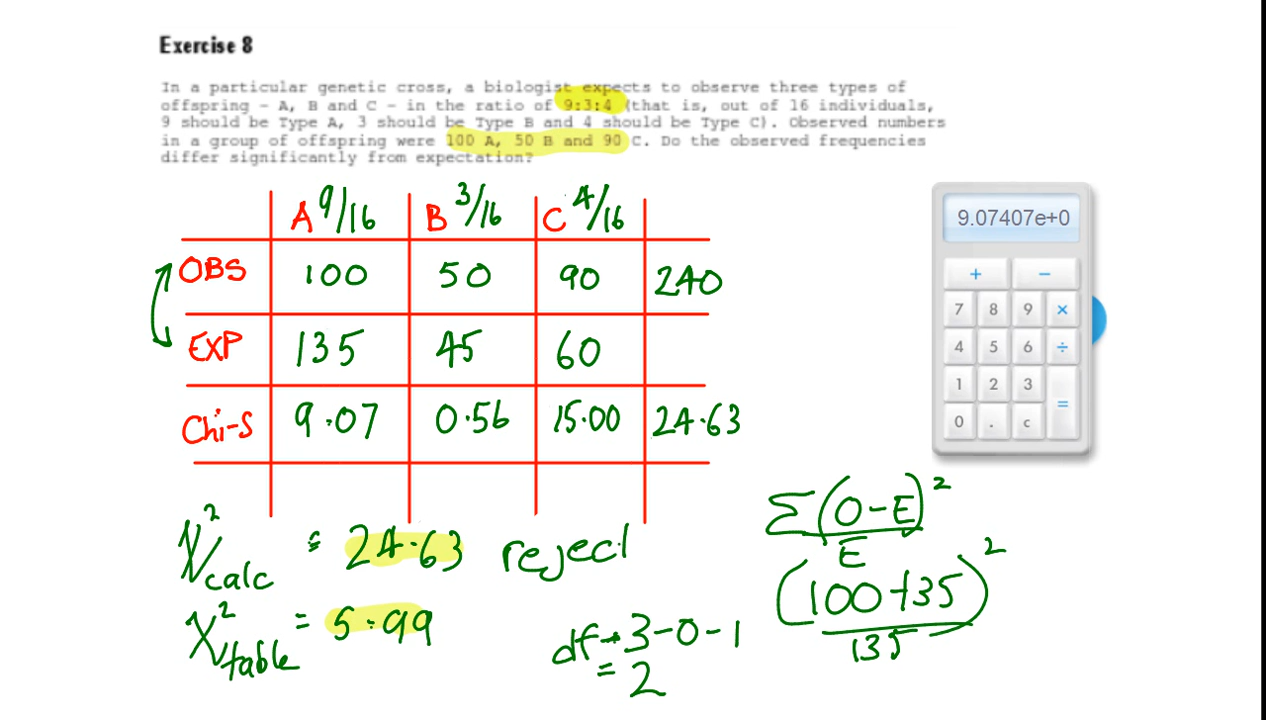 Exercise 8
In a particular genetic cross, a biologist expects to observe three types of
offspring - A, B and C - in the ratio of 9:3:4 (that is, out of 16 individuals,
9 should be Type A, 3 should be Type B and 4 should be Type C). Observed numbers
in a group of offspring were 100 A, 50 B and 90 C. Do the observed frequencies
differ significantly from expectation?
A 9/16 B 3/16 C 4/16
OBS 100 50 90 240
EXP 135 45 60
Chi-S 9.07 0.56 15.00 24.63
X² calc = 24.63 reject
X² table = 5.99
df → 3-0-1
= 2
Σ(O-E)²
E
(100-135)²
135
9.07407e+0
+ −
7 8 9 ×
4 5 6 ÷
1 2 3
0 . c =